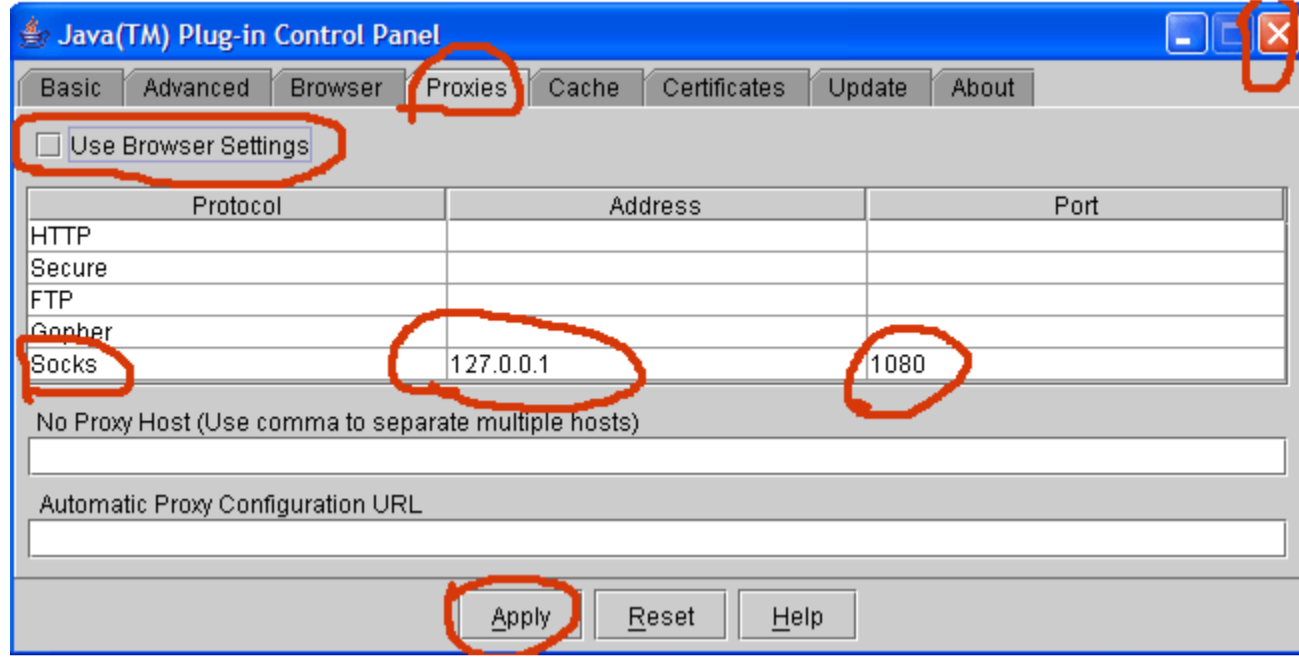 Java(TM) Plug-in Control Panel
Basic Advanced Browser Proxies Cache Certificates Update About
Use Browser Settings
Protocol Address Port
HTTP
Secure
FTP
Gopher
Socks 127.0.0.1 1080
No Proxy Host (Use comma to separate multiple hosts)
Automatic Proxy Configuration URL
Apply Reset Help